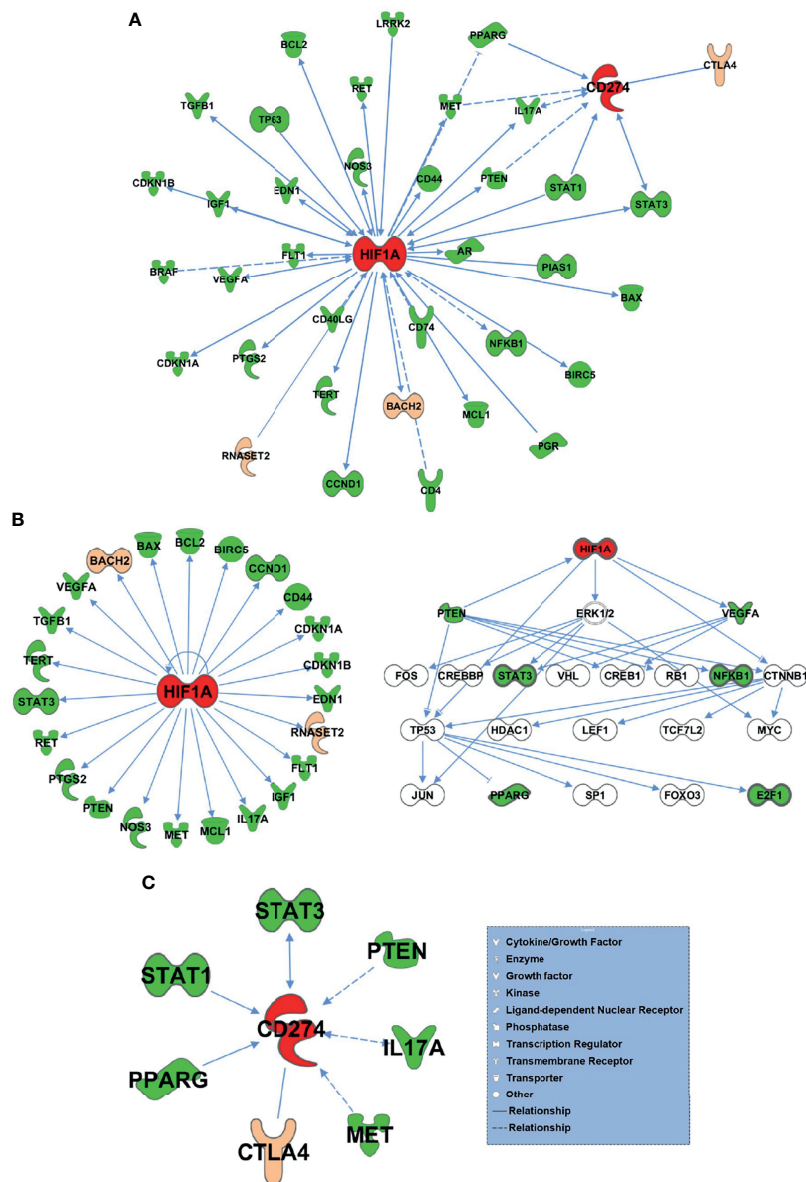 A
LRRK2
BCL2
PPARG
CTLA4
CD274
RET
MET
IL17A
TGFB1
TP63
NOS3
CD44
PTEN
STAT1
STAT3
CDKN1B
IGF1
EDN1
HIF1A
AR
PIAS1
BRAF
VEGFA
FLT1
BAX
CD40LG
CD74
NFKB1
BIRC5
CDKN1A
PTGS2
TERT
BACH2
MCL1
PGR
RNASET2
CCND1
CD4
B
BACH2
BAX
BCL2
BIRC5
CCND1
CD44
CDKN1A
CDKN1B
EDN1
RNASET2
FLT1
IGF1
IL17A
MCL1
MET
NOS3
PTEN
PTGS2
RET
STAT3
TERT
TGFB1
VEGFA
HIF1A
HIF1A
PTEN
ERK1/2
VEGFA
FOS
CREBBP
STAT3
VHL
CREB1
RB1
NFKB1
CTNNB1
TP53
HDAC1
LEF1
TCF7L2
MYC
JUN
PPARG
SP1
FOXO3
E2F1
C
STAT3
PTEN
STAT1
CD274
IL17A
PPARG
MET
CTLA4
Cytokine/Growth Factor
Enzyme
Growth factor
Kinase
Ligand-dependent Nuclear Receptor
Phosphatase
Transcription Regulator
Transmembrane Receptor
Transporter
Other
Relationship
Relationship